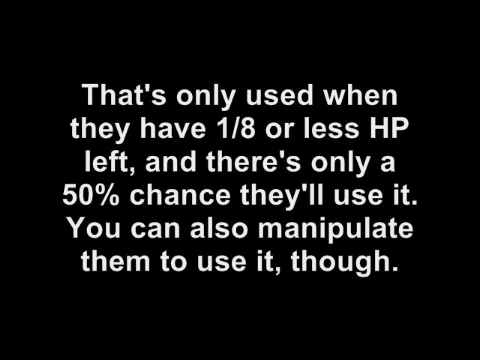 That's only used when
they have 1/8 or less HP
left, and there's only a
50% chance they'll use it.
You can also manipulate
them to use it, though.